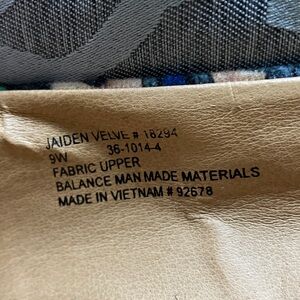 JAIDEN VELVE # 18294
9W 36-1014-4
FABRIC UPPER
BALANCE MAN MADE MATERIALS
MADE IN VIETNAM # 92678